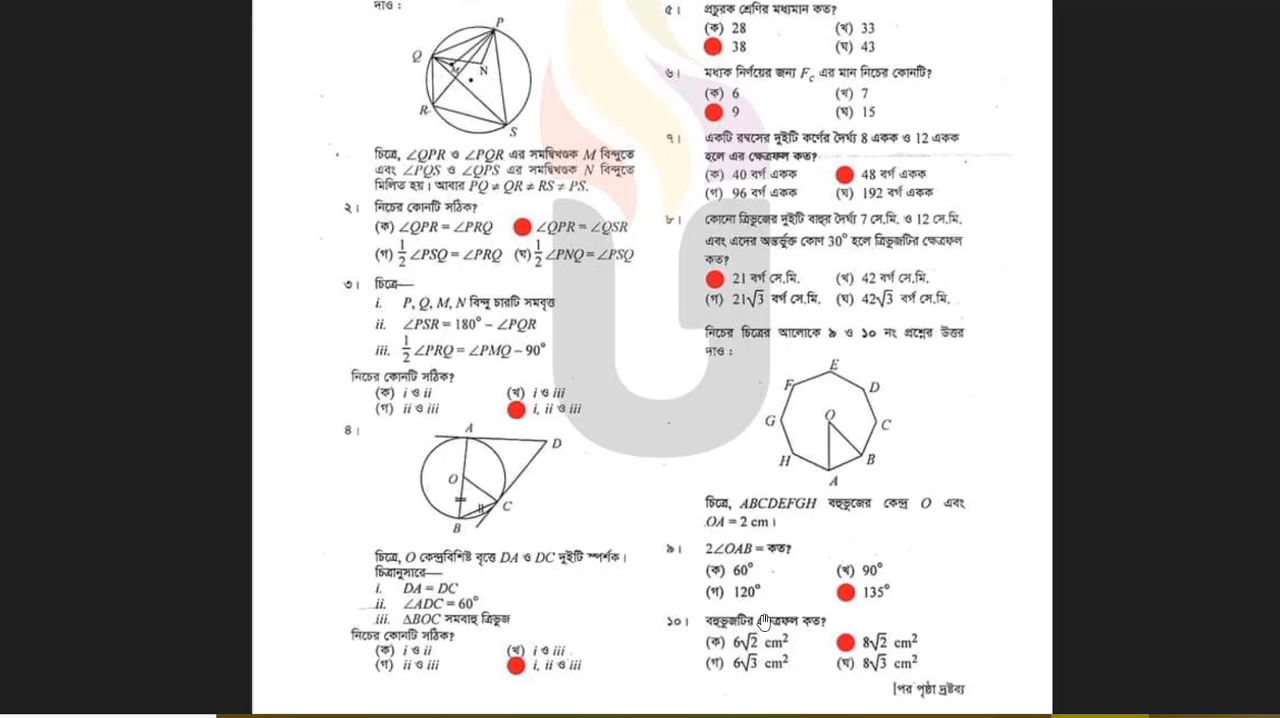 দাও :
P
Q
M
N
R
S
চিত্রে, ∠QPR ও ∠PQR এর সমদ্বিখণ্ডক M বিন্দুতে
এবং ∠PQS ও ∠QPS এর সমদ্বিখণ্ডক N বিন্দুতে
মিলিত হয়। আবার PQ ≠ QR ≠ RS ≠ PS.
২। নিচের কোনটি সঠিক?
(ক) ∠QPR = ∠PRQ ∠QPR = ∠QSR
(গ) 1/2 ∠PSQ = ∠PRQ (ঘ) 1/2 ∠PNQ = ∠PSQ
৩। চিত্রে—
i. P, Q, M, N বিন্দু চারটি সমবৃত্ত
ii. ∠PSR = 180° − ∠PQR
iii. 1/2 ∠PRQ = ∠PMQ − 90°
নিচের কোনটি সঠিক?
(ক) i ও ii (খ) i ও iii
(গ) ii ও iii i, ii ও iii
৪।
A
D
O
C
B
চিত্রে, O কেন্দ্রবিশিষ্ট বৃত্তে DA ও DC দুইটি স্পর্শক।
চিত্রানুসারে—
i. DA = DC
ii. ∠ADC = 60°
iii. ΔBOC সমবাহু ত্রিভুজ
নিচের কোনটি সঠিক?
(ক) i ও ii (খ) i ও iii
(গ) ii ও iii i, ii ও iii
৫। প্রচুরক শ্রেণির মধ্যমান কত?
(ক) 28 (খ) 33
38 (ঘ) 43
৬। মধ্যক নির্ণয়ের জন্য Fc এর মান নিচের কোনটি?
(ক) 6 (খ) 7
9 (ঘ) 15
৭। একটি রম্বসের দুইটি কর্ণের দৈর্ঘ্য 8 একক ও 12 একক
হলে এর ক্ষেত্রফল কত?
(ক) 40 বর্গ একক 48 বর্গ একক
(গ) 96 বর্গ একক (ঘ) 192 বর্গ একক
৮। কোনো ত্রিভুজের দুইটি বাহুর দৈর্ঘ্য 7 সে.মি. ও 12 সে.মি.
এবং এদের অন্তর্ভুক্ত কোণ 30° হলে ত্রিভুজটির ক্ষেত্রফল
কত?
21 বর্গ সে.মি. (খ) 42 বর্গ সে.মি.
(গ) 21√3 বর্গ সে.মি. (ঘ) 42√3 বর্গ সে.মি.
নিচের চিত্রের আলোকে ৯ ও ১০ নং প্রশ্নের উত্তর
দাও :
E
F
D
G
O
C
H
B
A
চিত্রে, ABCDEFGH বহুভুজের কেন্দ্র O এবং
OA = 2 cm।
৯। 2∠OAB = কত?
(ক) 60° (খ) 90°
(গ) 120° 135°
১০। বহুভুজটির ক্ষেত্রফল কত?
(ক) 6√2 cm² 8√2 cm²
(গ) 6√3 cm² (ঘ) 8√3 cm²
[পর পৃষ্ঠা দ্রষ্টব্য